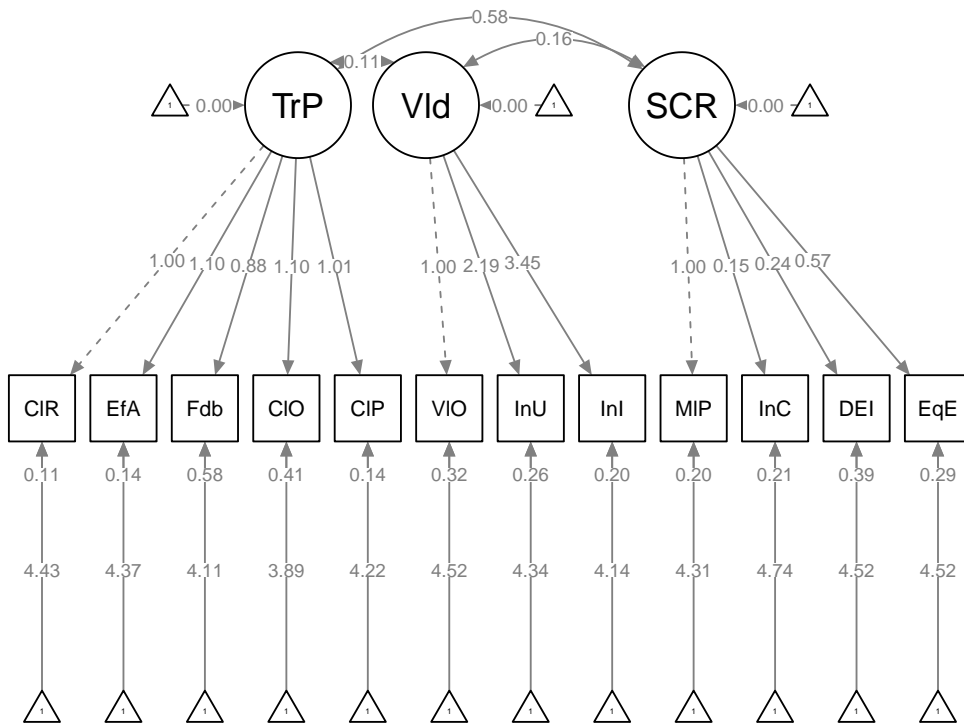 0.58
0.16
0.11
1 0.00 TrP Vld 0.00 1 SCR 0.00 1
1.00 1.10 0.88 1.10 1.01 1.00 2.19 3.45 1.00 0.15 0.24 0.57
ClR EfA Fdb ClO ClP VlO InU InI MIP InC DEI EqE
0.11 0.14 0.58 0.41 0.14 0.32 0.26 0.20 0.20 0.21 0.39 0.29
4.43 4.37 4.11 3.89 4.22 4.52 4.34 4.14 4.31 4.74 4.52 4.52
1 1 1 1 1 1 1 1 1 1 1 1